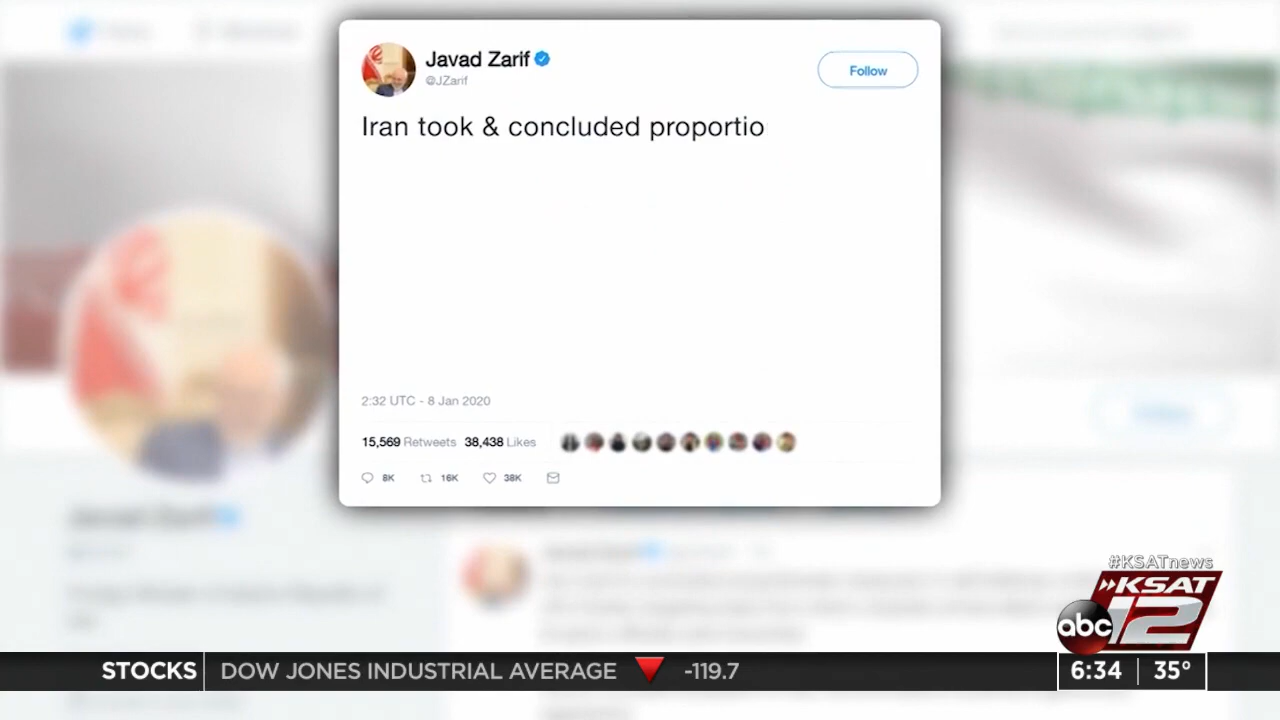 Javad Zarif
@JZarif
Follow
Iran took & concluded proportio
2:32 UTC - 8 Jan 2020
15,569 Retweets 38,438 Likes
8K 16K 38K
#KSATnews
KSAT
abc 12
STOCKS DOW JONES INDUSTRIAL AVERAGE -119.7
6:34 35°